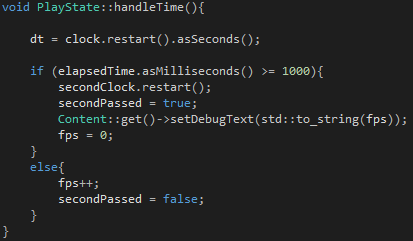 void PlayState::handleTime(){
dt = clock.restart().asSeconds();
if (elapsedTime.asMilliseconds() >= 1000){
secondClock.restart();
secondPassed = true;
Content::get()->setDebugText(std::to_string(fps));
fps = 0;
}
else{
fps++;
secondPassed = false;
}
}